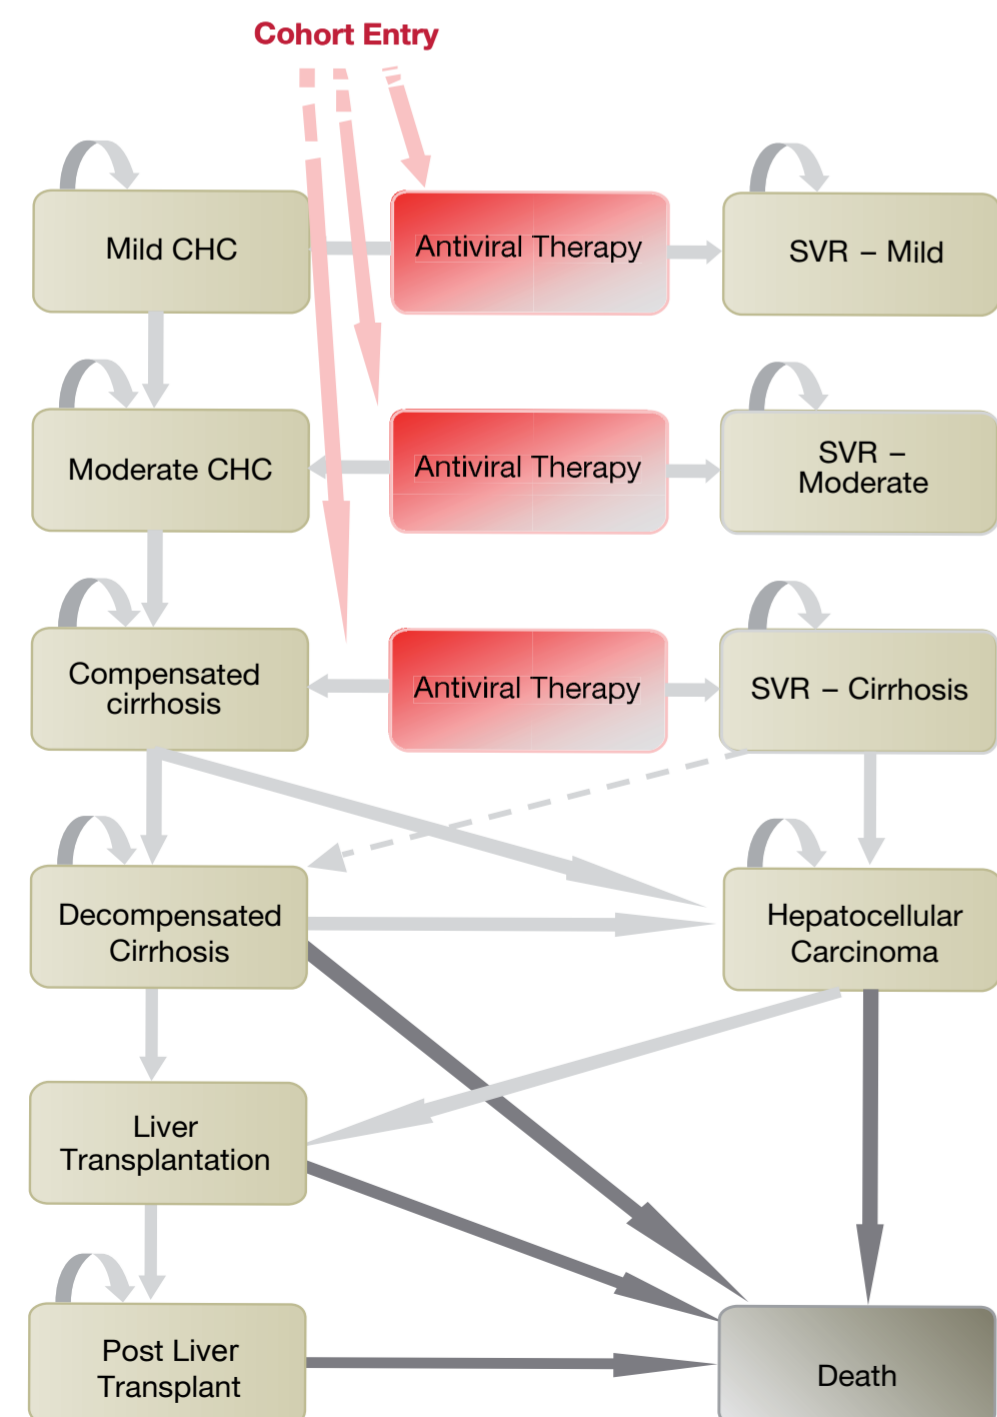 Cohort Entry
Mild CHC
Antiviral Therapy
SVR – Mild
Moderate CHC
Antiviral Therapy
SVR –
Moderate
Compensated
cirrhosis
Antiviral Therapy
SVR – Cirrhosis
Decompensated
Cirrhosis
Hepatocellular
Carcinoma
Liver
Transplantation
Post Liver
Transplant
Death